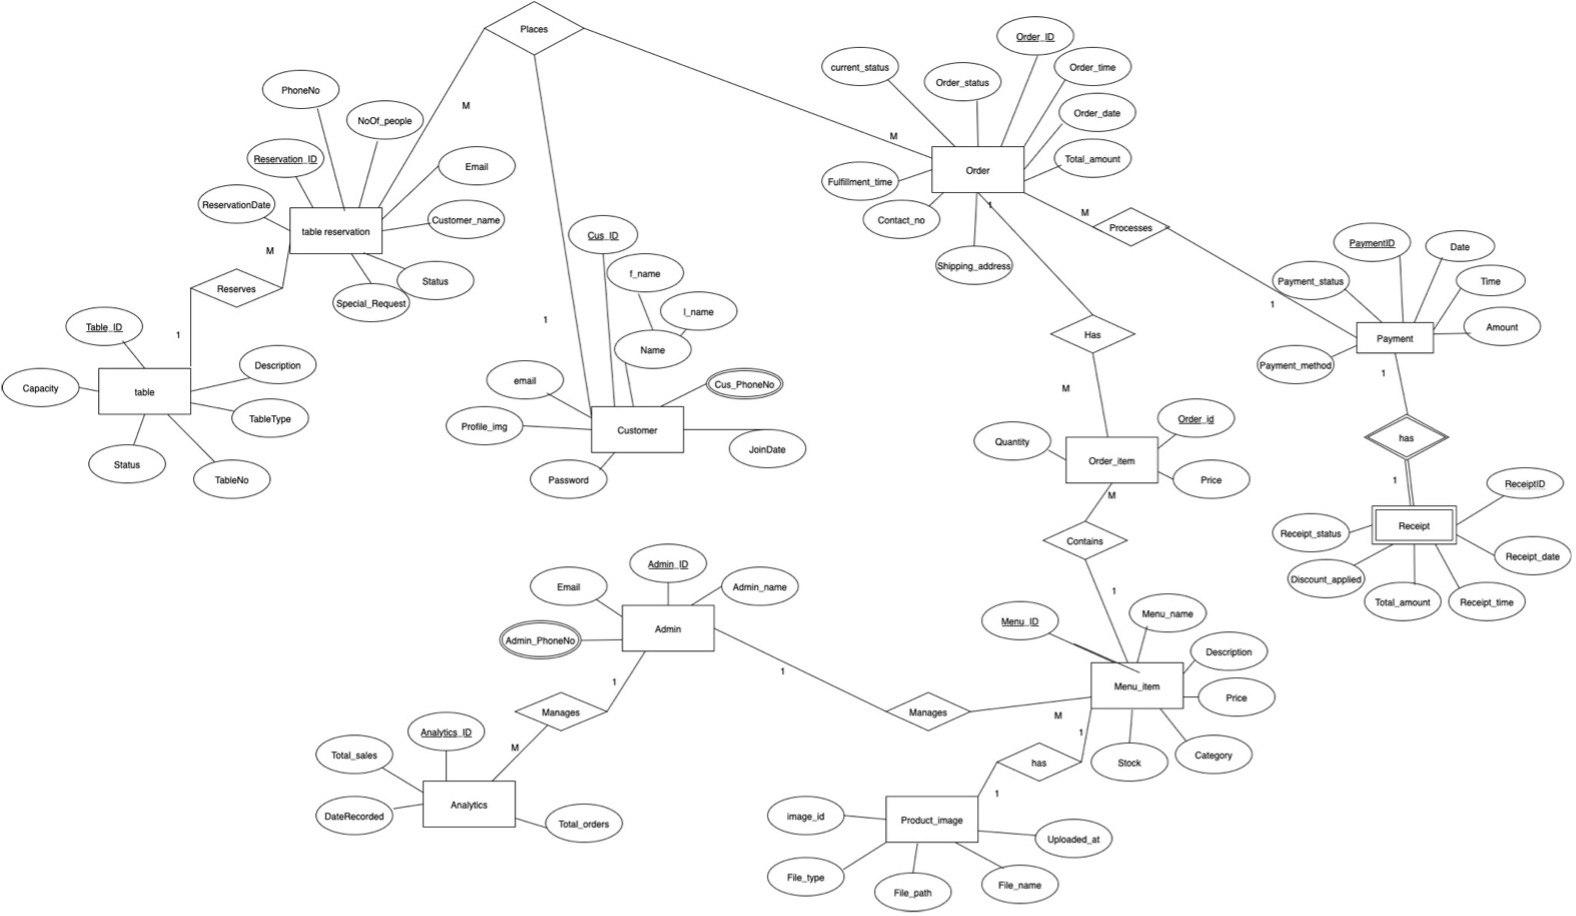 Places
Order_ID
current_status
Order_status
Order_time
PhoneNo
NoOf_people
M
Order_date
M
Total_amount
Reservation_ID
Email
Order
Fulfillment_time
ReservationDate
Customer_name
Contact_no
1
M
Processes
table reservation
M
Cus_ID
PaymentID
Date
f_name
Shipping_address
Payment_status
Time
Status
Reserves
Special_Request
l_name
1
Table_ID
1
1
Has
Amount
Name
Payment
Description
Payment_method
email
Cus_PhoneNo
1
Capacity
table
M
TableType
Order_id
Profile_img
Customer
Quantity
has
JoinDate
Order_item
Status
TableNo
Password
Price
1
ReceiptID
M
Receipt
Receipt_status
Contains
Receipt_date
Admin_ID
Email
Admin_name
Discount_applied
1
Total_amount
Receipt_time
Menu_name
Menu_ID
Admin
Admin_PhoneNo
Description
1
1
Menu_item
Price
Manages
Manages
M
Analytics_ID
1
M
Total_sales
has
Stock
Category
1
Analytics
DateRecorded
Total_orders
image_id
Product_image
Uploaded_at
File_type
File_path
File_name